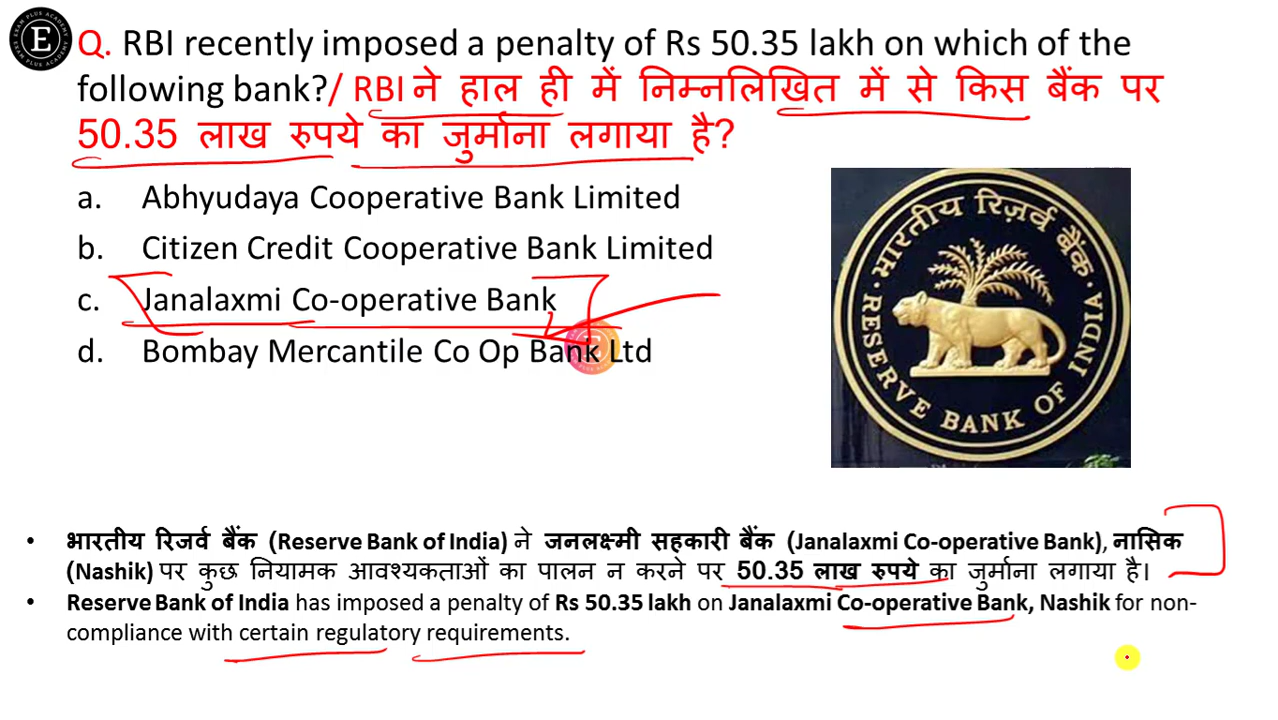 Q. RBI recently imposed a penalty of Rs 50.35 lakh on which of the
following bank?/ RBI ने हाल ही में निम्नलिखित में से किस बैंक पर
50.35 लाख रुपये का जुर्माना लगाया है?
a. Abhyudaya Cooperative Bank Limited
b. Citizen Credit Cooperative Bank Limited
c. Janalaxmi Co-operative Bank
d. Bombay Mercantile Co Op Bank Ltd
भारतीय रिज़र्व बैंक
RESERVE BANK OF INDIA
• भारतीय रिजर्व बैंक (Reserve Bank of India) ने जनलक्ष्मी सहकारी बैंक (Janalaxmi Co-operative Bank), नासिक
(Nashik) पर कुछ नियामक आवश्यकताओं का पालन न करने पर 50.35 लाख रुपये का जुर्माना लगाया है।
• Reserve Bank of India has imposed a penalty of Rs 50.35 lakh on Janalaxmi Co-operative Bank, Nashik for non-
compliance with certain regulatory requirements.
E